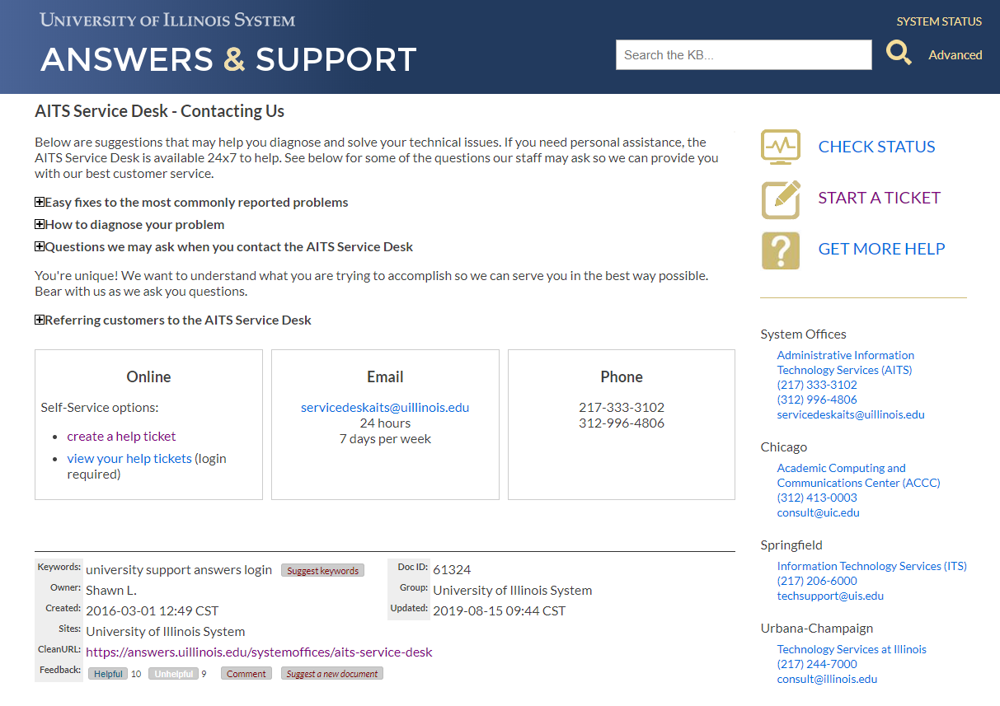 UNIVERSITY OF ILLINOIS SYSTEM
ANSWERS & SUPPORT
SYSTEM STATUS
Search the KB...
Advanced
AITS Service Desk - Contacting Us
Below are suggestions that may help you diagnose and solve your technical issues. If you need personal assistance, the
AITS Service Desk is available 24x7 to help. See below for some of the questions our staff may ask so we can provide you
with our best customer service.
Easy fixes to the most commonly reported problems
How to diagnose your problem
Questions we may ask when you contact the AITS Service Desk
You're unique! We want to understand what you are trying to accomplish so we can serve you in the best way possible.
Bear with us as we ask you questions.
Referring customers to the AITS Service Desk
Online
Self-Service options:
• create a help ticket
• view your help tickets (login
required)
Email
servicedeskaits@uillinois.edu
24 hours
7 days per week
Phone
217-333-3102
312-996-4806
Keywords: university support answers login Suggest keywords
Owner: Shawn L.
Created: 2016-03-01 12:49 CST
Sites: University of Illinois System
CleanURL: https://answers.uillinois.edu/systemoffices/aits-service-desk
Feedback: Helpful 10 Unhelpful 9 Comment Suggest a new document
Doc ID: 61324
Group: University of Illinois System
Updated: 2019-08-15 09:44 CST
CHECK STATUS
START A TICKET
? GET MORE HELP
System Offices
Administrative Information
Technology Services (AITS)
(217) 333-3102
(312) 996-4806
servicedeskaits@uillinois.edu
Chicago
Academic Computing and
Communications Center (ACCC)
(312) 413-0003
consult@uic.edu
Springfield
Information Technology Services (ITS)
(217) 206-6000
techsupport@uis.edu
Urbana-Champaign
Technology Services at Illinois
(217) 244-7000
consult@illinois.edu